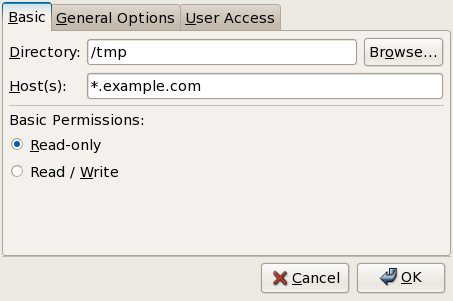 Basic General Options User Access
Directory: /tmp Browse...
Host(s): *.example.com
Basic Permissions:
Read-only
Read / Write
Cancel OK